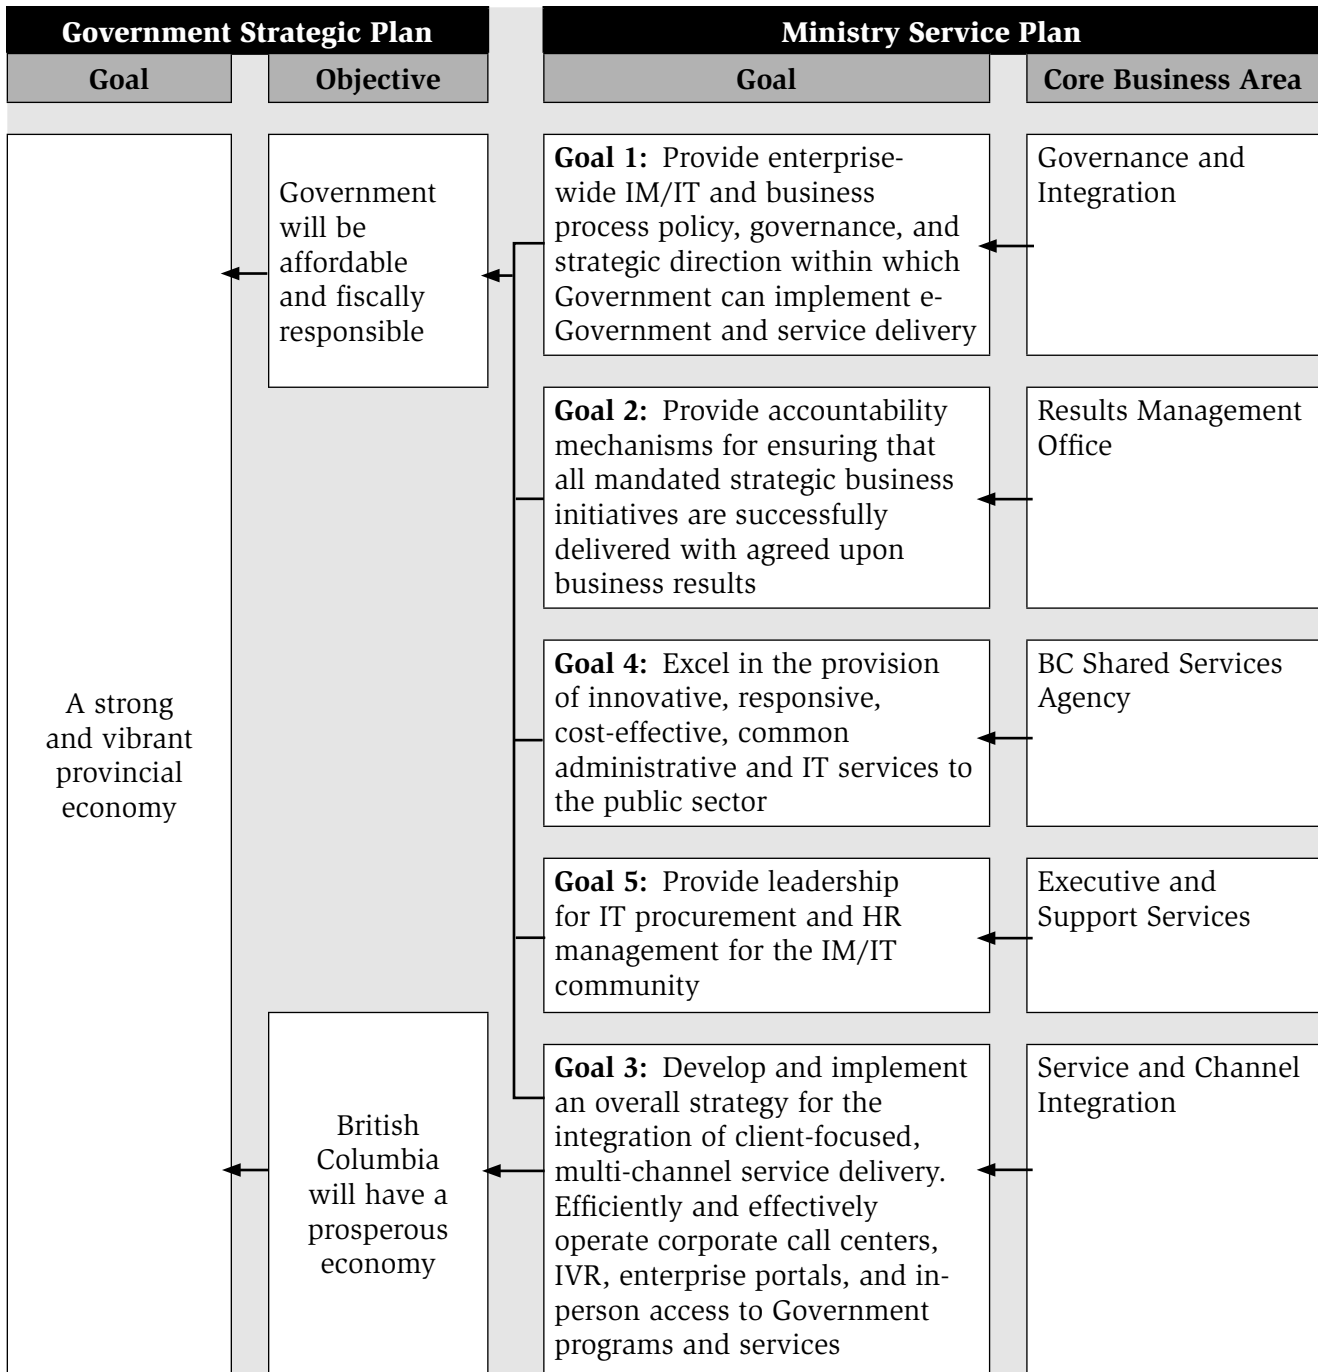 Government Strategic Plan
Ministry Service Plan
Goal
Objective
Goal
Core Business Area
A strong
and vibrant
provincial
economy
Government
will be
affordable
and fiscally
responsible
Goal 1: Provide enterprise-
wide IM/IT and business
process policy, governance, and
strategic direction within which
Government can implement e-
Government and service delivery
Governance and
Integration
Goal 2: Provide accountability
mechanisms for ensuring that
all mandated strategic business
initiatives are successfully
delivered with agreed upon
business results
Results Management
Office
Goal 4: Excel in the provision
of innovative, responsive,
cost-effective, common
administrative and IT services to
the public sector
BC Shared Services
Agency
Goal 5: Provide leadership
for IT procurement and HR
management for the IM/IT
community
Executive and
Support Services
British
Columbia
will have a
prosperous
economy
Goal 3: Develop and implement
an overall strategy for the
integration of client-focused,
multi-channel service delivery.
Efficiently and effectively
operate corporate call centers,
IVR, enterprise portals, and in-
person access to Government
programs and services
Service and Channel
Integration